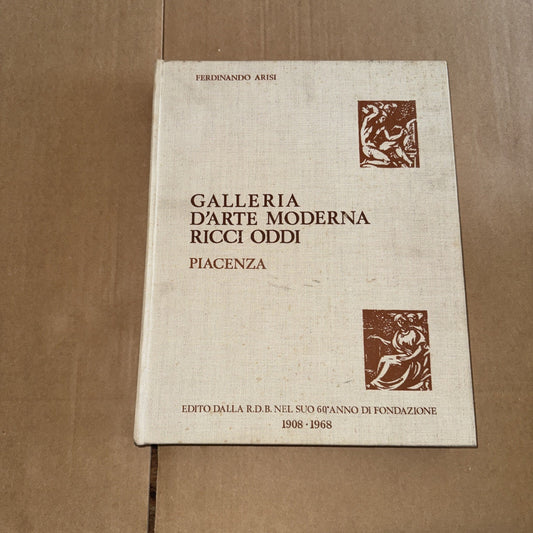 FERDINANDO ARISI
GALLERIA
D'ARTE MODERNA
RICCI ODDI
PIACENZA
EDITO DALLA R.D.B. NEL SUO 60° ANNO DI FONDAZIONE
1908 - 1968